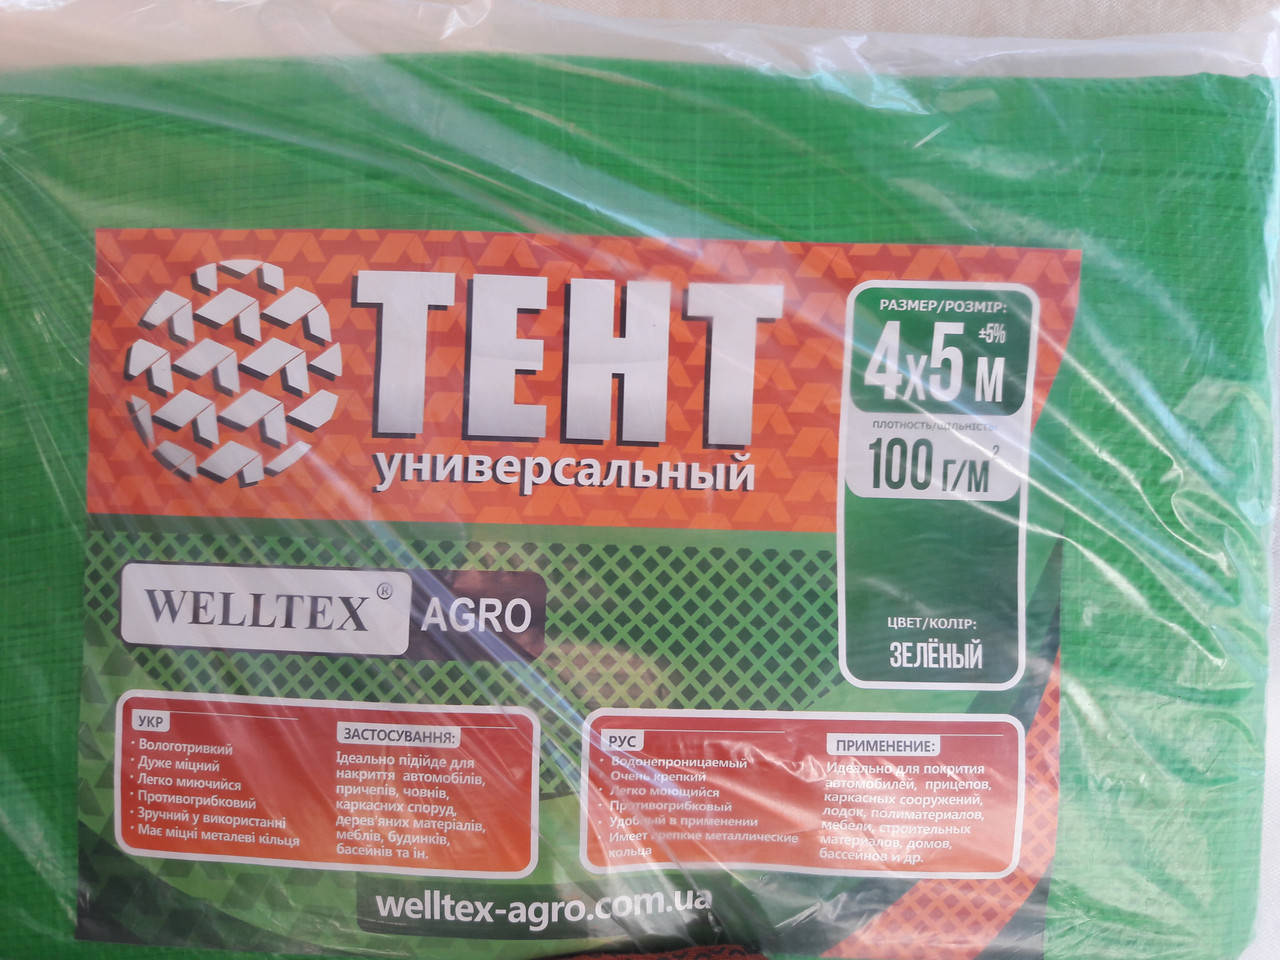 ТЕНТ
универсальный
РАЗМЕР/РОЗМІР:
4х5 м ±5%
ПЛОТНОСТЬ/ЩІЛЬНІСТЬ:
100 Г/М²
ЦВЕТ/КОЛІР:
ЗЕЛЁНЫЙ
WELLTEX® AGRO
УКР
· Вологотривкий
· Дуже міцний
· Легко миючийся
· Противогрибковий
· Зручний у використанні
· Має міцні металеві кільця
ЗАСТОСУВАННЯ:
Ідеально підійде для
накриття автомобілів,
причепів, човнів,
каркасних споруд,
дерев'яних матеріалів,
меблів, будинків,
басейнів та ін.
РУС
· Водонепроницаемый
· Очень крепкий
· Легко моющийся
· Противогрибковый
· Удобный в применении
· Имеет крепкие металлические
кольца
ПРИМЕНЕНИЕ:
Идеально для покрития
автомобилей, прицепов,
каркасных сооружений,
лодок, полиматериалов,
мебели, строительных
материалов, домов,
бассейнов и др.
welltex-agro.com.ua